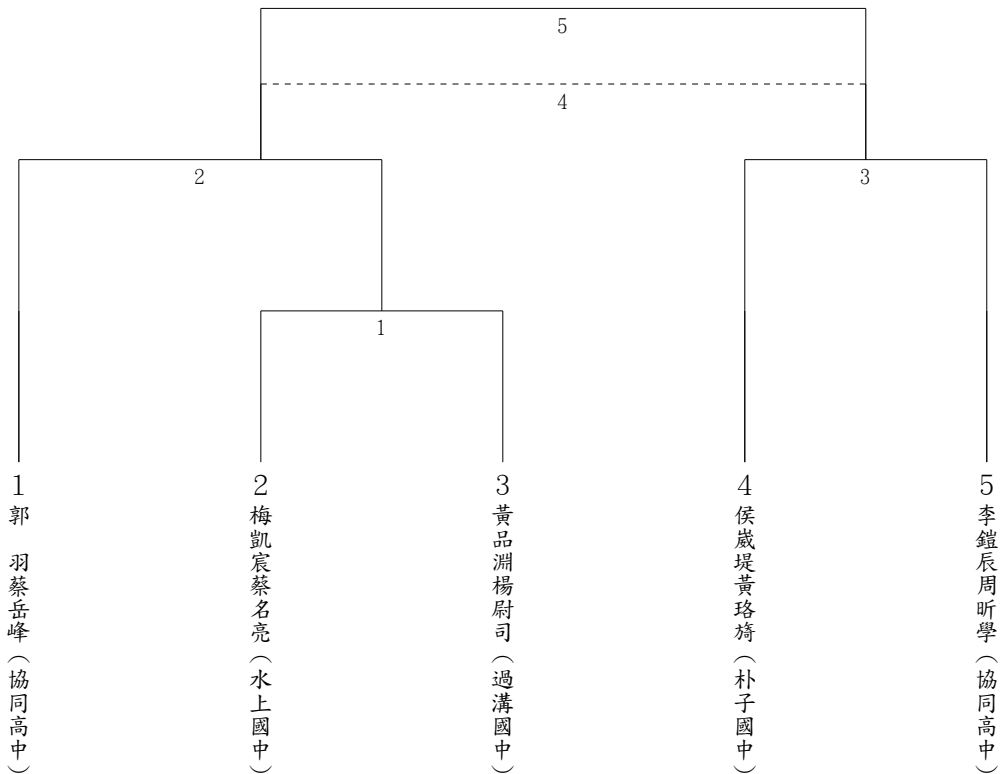 5
4
2
3
1
1
郭　羽蔡岳峰（協同高中）
2
梅凱宸蔡名亮（水上國中）
3
黃品淵楊尉司（過溝國中）
4
侯崴堤黃珞旑（朴子國中）
5
李鎧辰周昕學（協同高中）